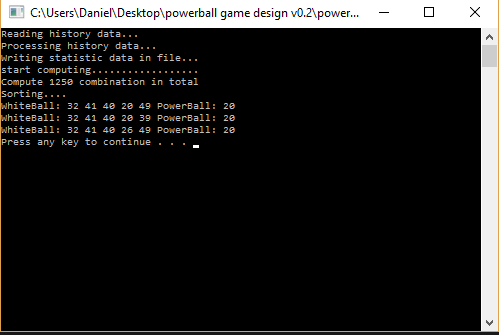 C:\Users\Daniel\Desktop\powerball game design v0.2\power...
Reading history data...
Processing history data...
Writing statistic data in file...
start computing..................
Compute 1250 combination in total
Sorting....
WhiteBall: 32 41 40 20 49 PowerBall: 20
WhiteBall: 32 41 40 20 39 PowerBall: 20
WhiteBall: 32 41 40 26 49 PowerBall: 20
Press any key to continue . . .